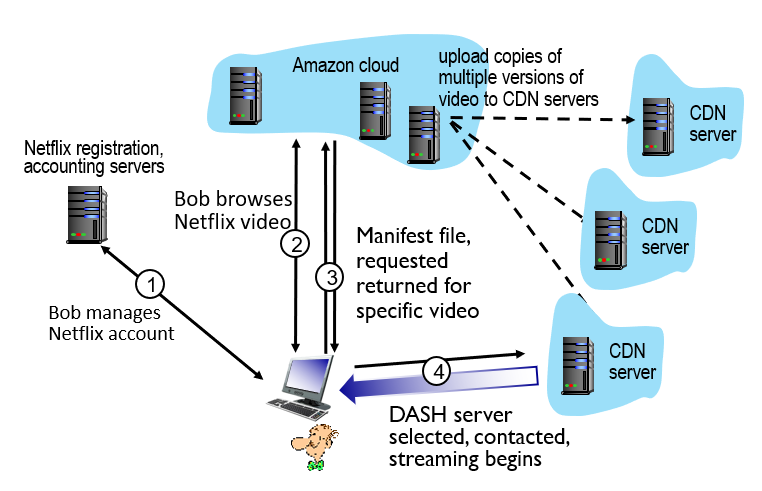 Amazon cloud
upload copies of
multiple versions of
video to CDN servers
CDN
server
Netflix registration,
accounting servers
Bob browses
Netflix video
2
CDN
server
Manifest file,
requested
returned for
specific video
3
1
Bob manages
Netflix account
CDN
server
4
DASH server
selected, contacted,
streaming begins